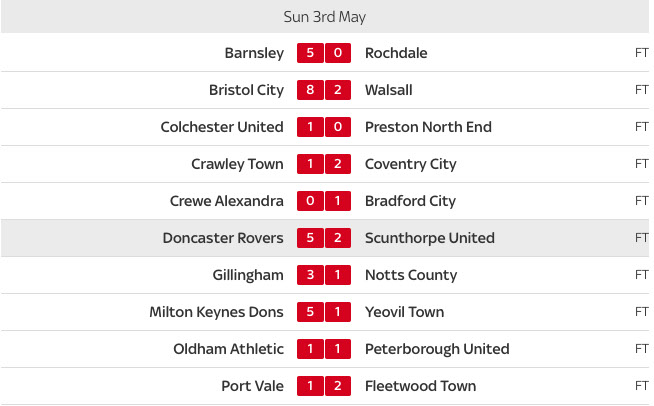 Sun 3rd May
Barnsley 5 0 Rochdale FT
Bristol City 8 2 Walsall FT
Colchester United 1 0 Preston North End FT
Crawley Town 1 2 Coventry City FT
Crewe Alexandra 0 1 Bradford City FT
Doncaster Rovers 5 2 Scunthorpe United FT
Gillingham 3 1 Notts County FT
Milton Keynes Dons 5 1 Yeovil Town FT
Oldham Athletic 1 1 Peterborough United FT
Port Vale 1 2 Fleetwood Town FT